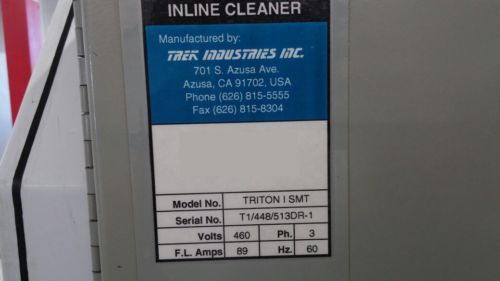 INLINE CLEANER
Manufactured by:
TREK INDUSTRIES INC.
701 S. Azusa Ave.
Azusa, CA 91702, USA
Phone (626) 815-5555
Fax (626) 815-8304
Model No. TRITON I SMT
Serial No. T1/448/513DR-1
Volts 460 Ph. 3
F.L. Amps 89 Hz. 60